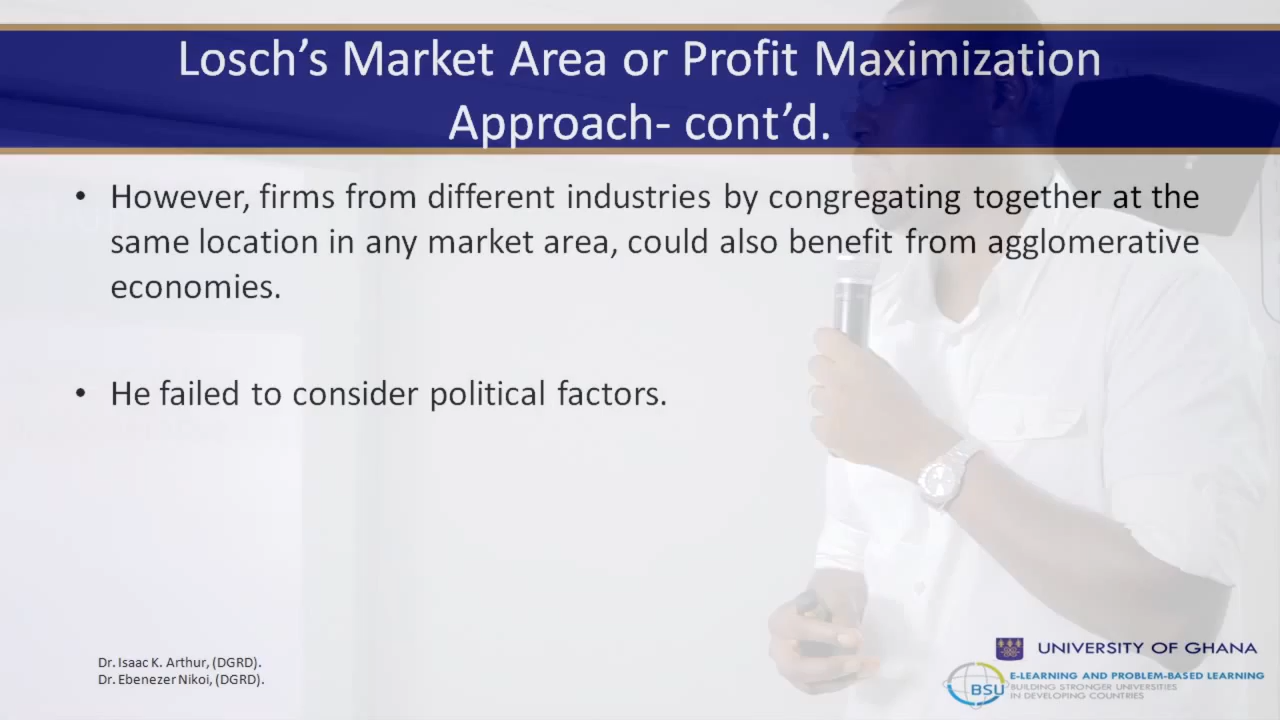 Losch’s Market Area or Profit Maximization
Approach- cont’d.
• However, firms from different industries by congregating together at the
same location in any market area, could also benefit from agglomerative
economies.
• He failed to consider political factors.
Dr. Isaac K. Arthur, (DGRD).
Dr. Ebenezer Nikoi, (DGRD).
UNIVERSITY OF GHANA
BSU
E-LEARNING AND PROBLEM-BASED LEARNING
BUILDING STRONGER UNIVERSITIES
IN DEVELOPING COUNTRIES